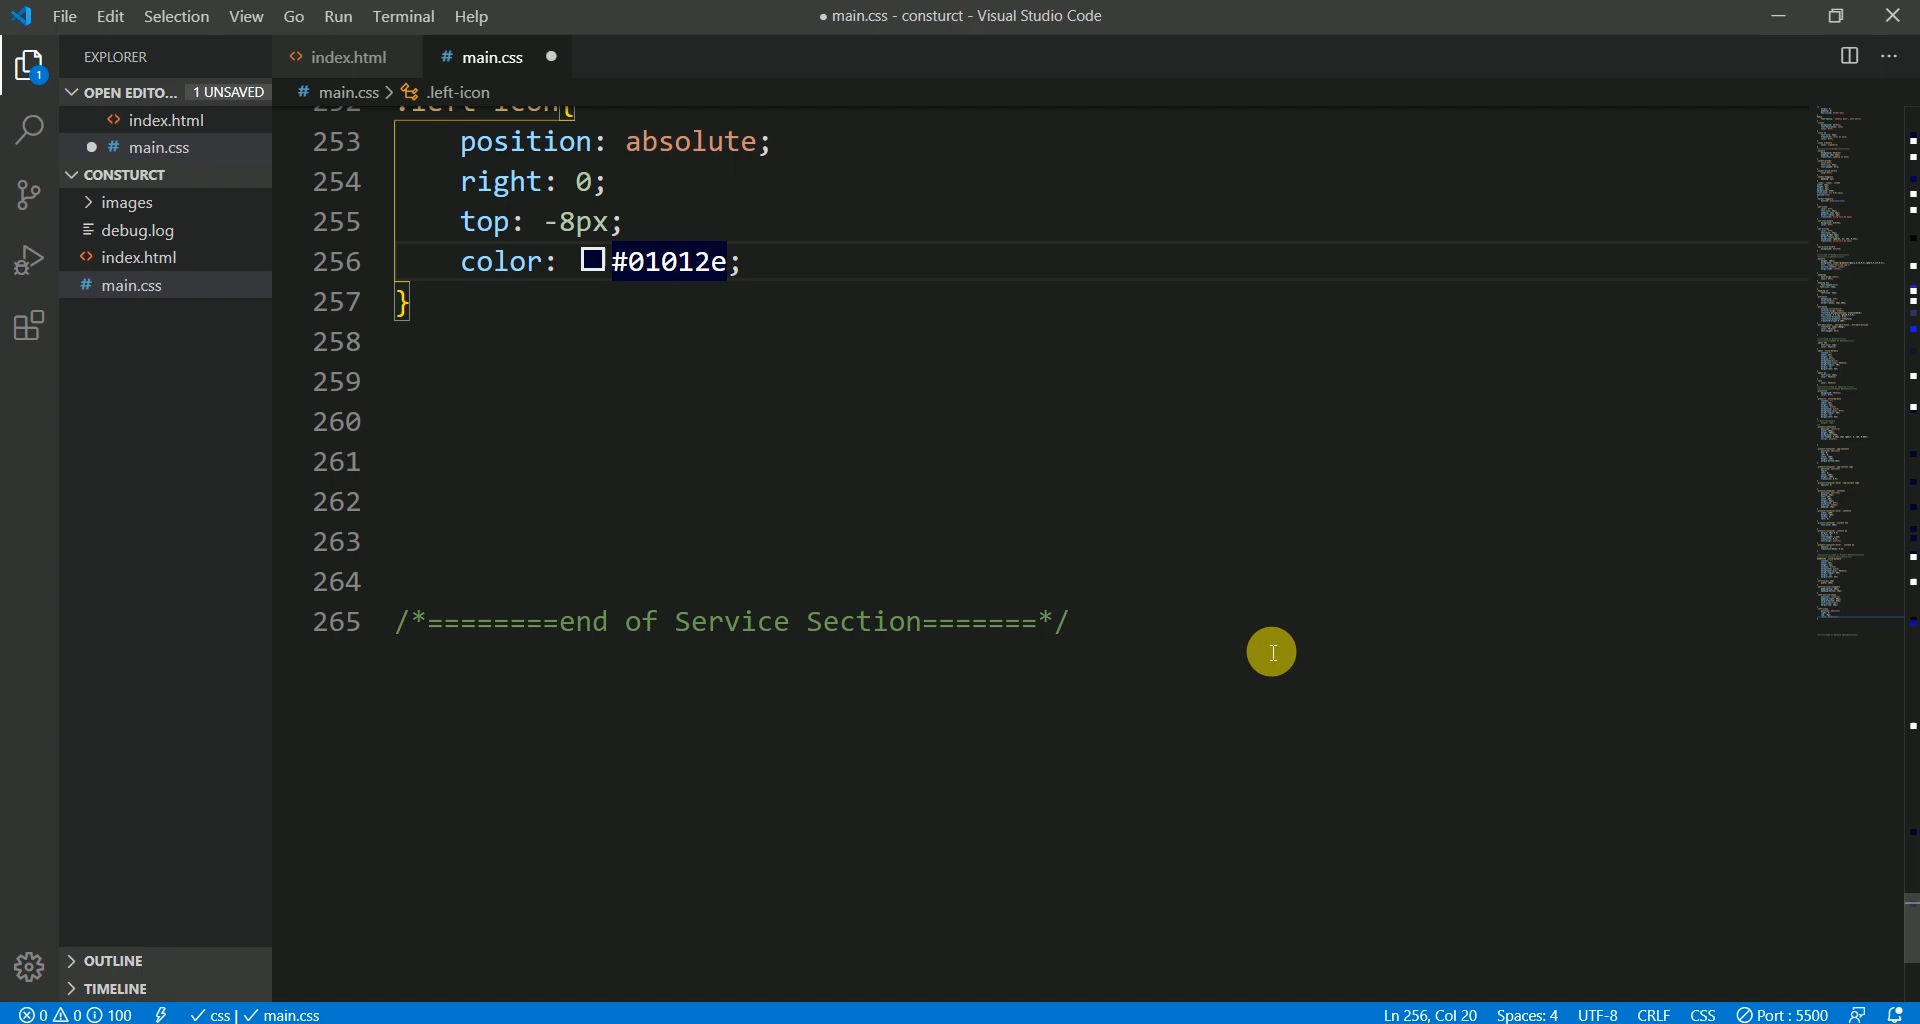 File Edit Selection View Go Run Terminal Help
● main.css - consturct - Visual Studio Code
EXPLORER
OPEN EDITO... 1 UNSAVED
<> index.html
● # main.css
CONSTURCT
images
debug.log
<> index.html
# main.css
OUTLINE
TIMELINE
<> index.html # main.css ●
# main.css > .left-icon
252 .left-icon{
253 position: absolute;
254 right: 0;
255 top: -8px;
256 color: #01012e;
257 }
258
259
260
261
262
263
264
265 /*========end of Service Section=======*/
1
0 0 100 css | main.css
Ln 256, Col 20 Spaces: 4 UTF-8 CRLF CSS Port : 5500